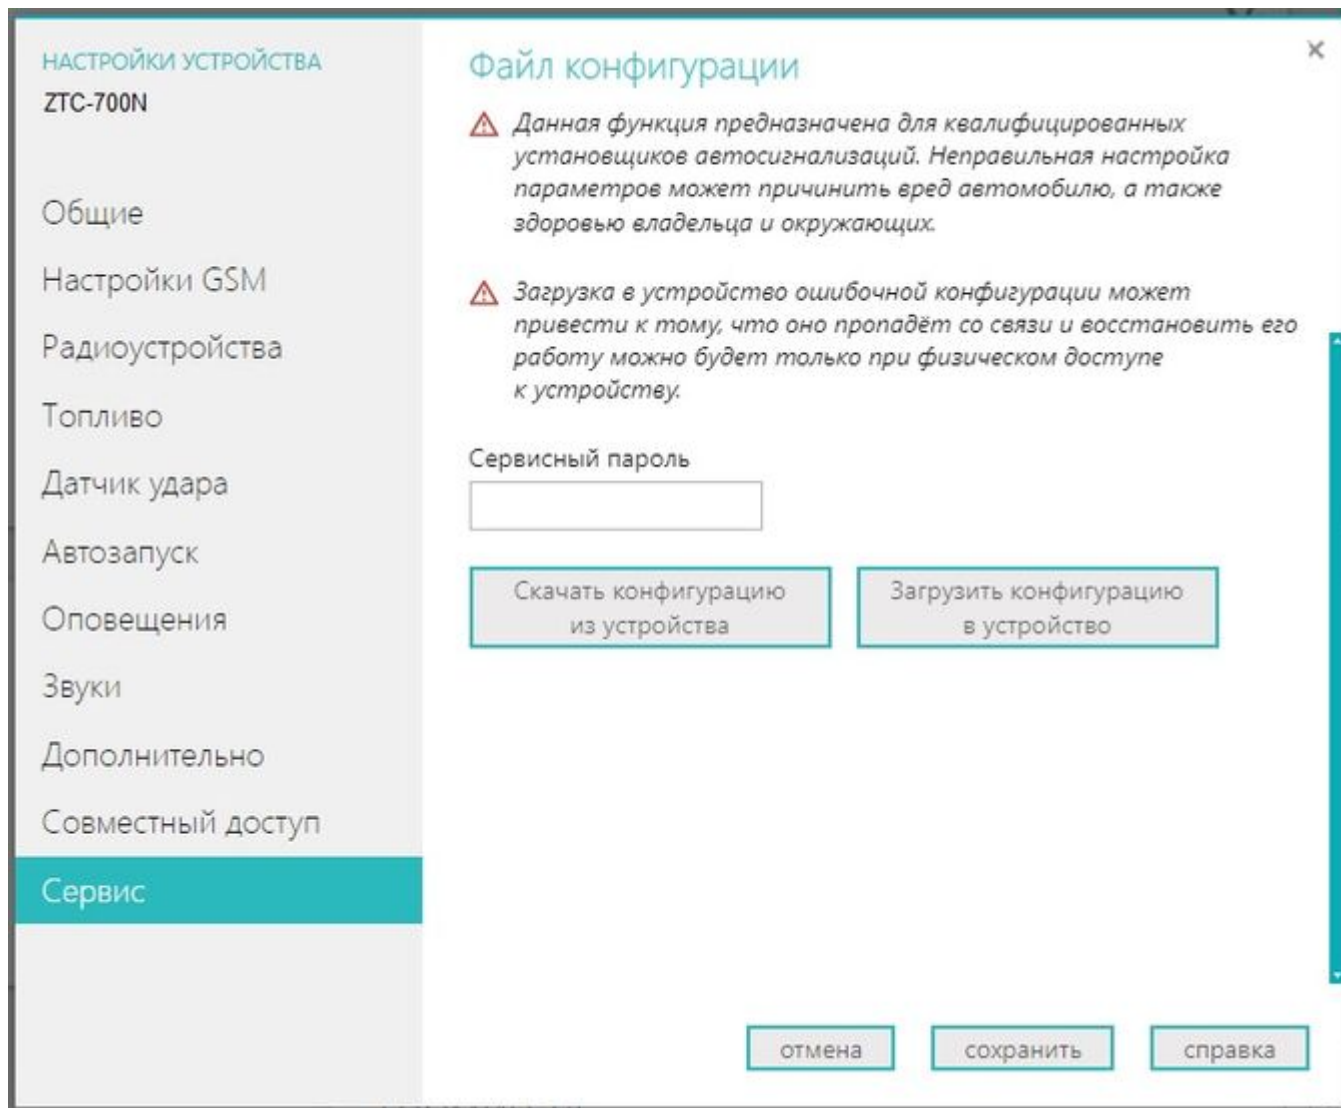 НАСТРОЙКИ УСТРОЙСТВА
ZTC-700N
Общие
Настройки GSM
Радиоустройства
Топливо
Датчик удара
Автозапуск
Оповещения
Звуки
Дополнительно
Совместный доступ
Сервис
Файл конфигурации
Данная функция предназначена для квалифицированных
установщиков автосигнализаций. Неправильная настройка
параметров может причинить вред автомобилю, а также
здоровью владельца и окружающих.
Загрузка в устройство ошибочной конфигурации может
привести к тому, что оно пропадёт со связи и восстановить его
работу можно будет только при физическом доступе
к устройству.
Сервисный пароль
Скачать конфигурацию
из устройства
Загрузить конфигурацию
в устройство
отмена
сохранить
справка